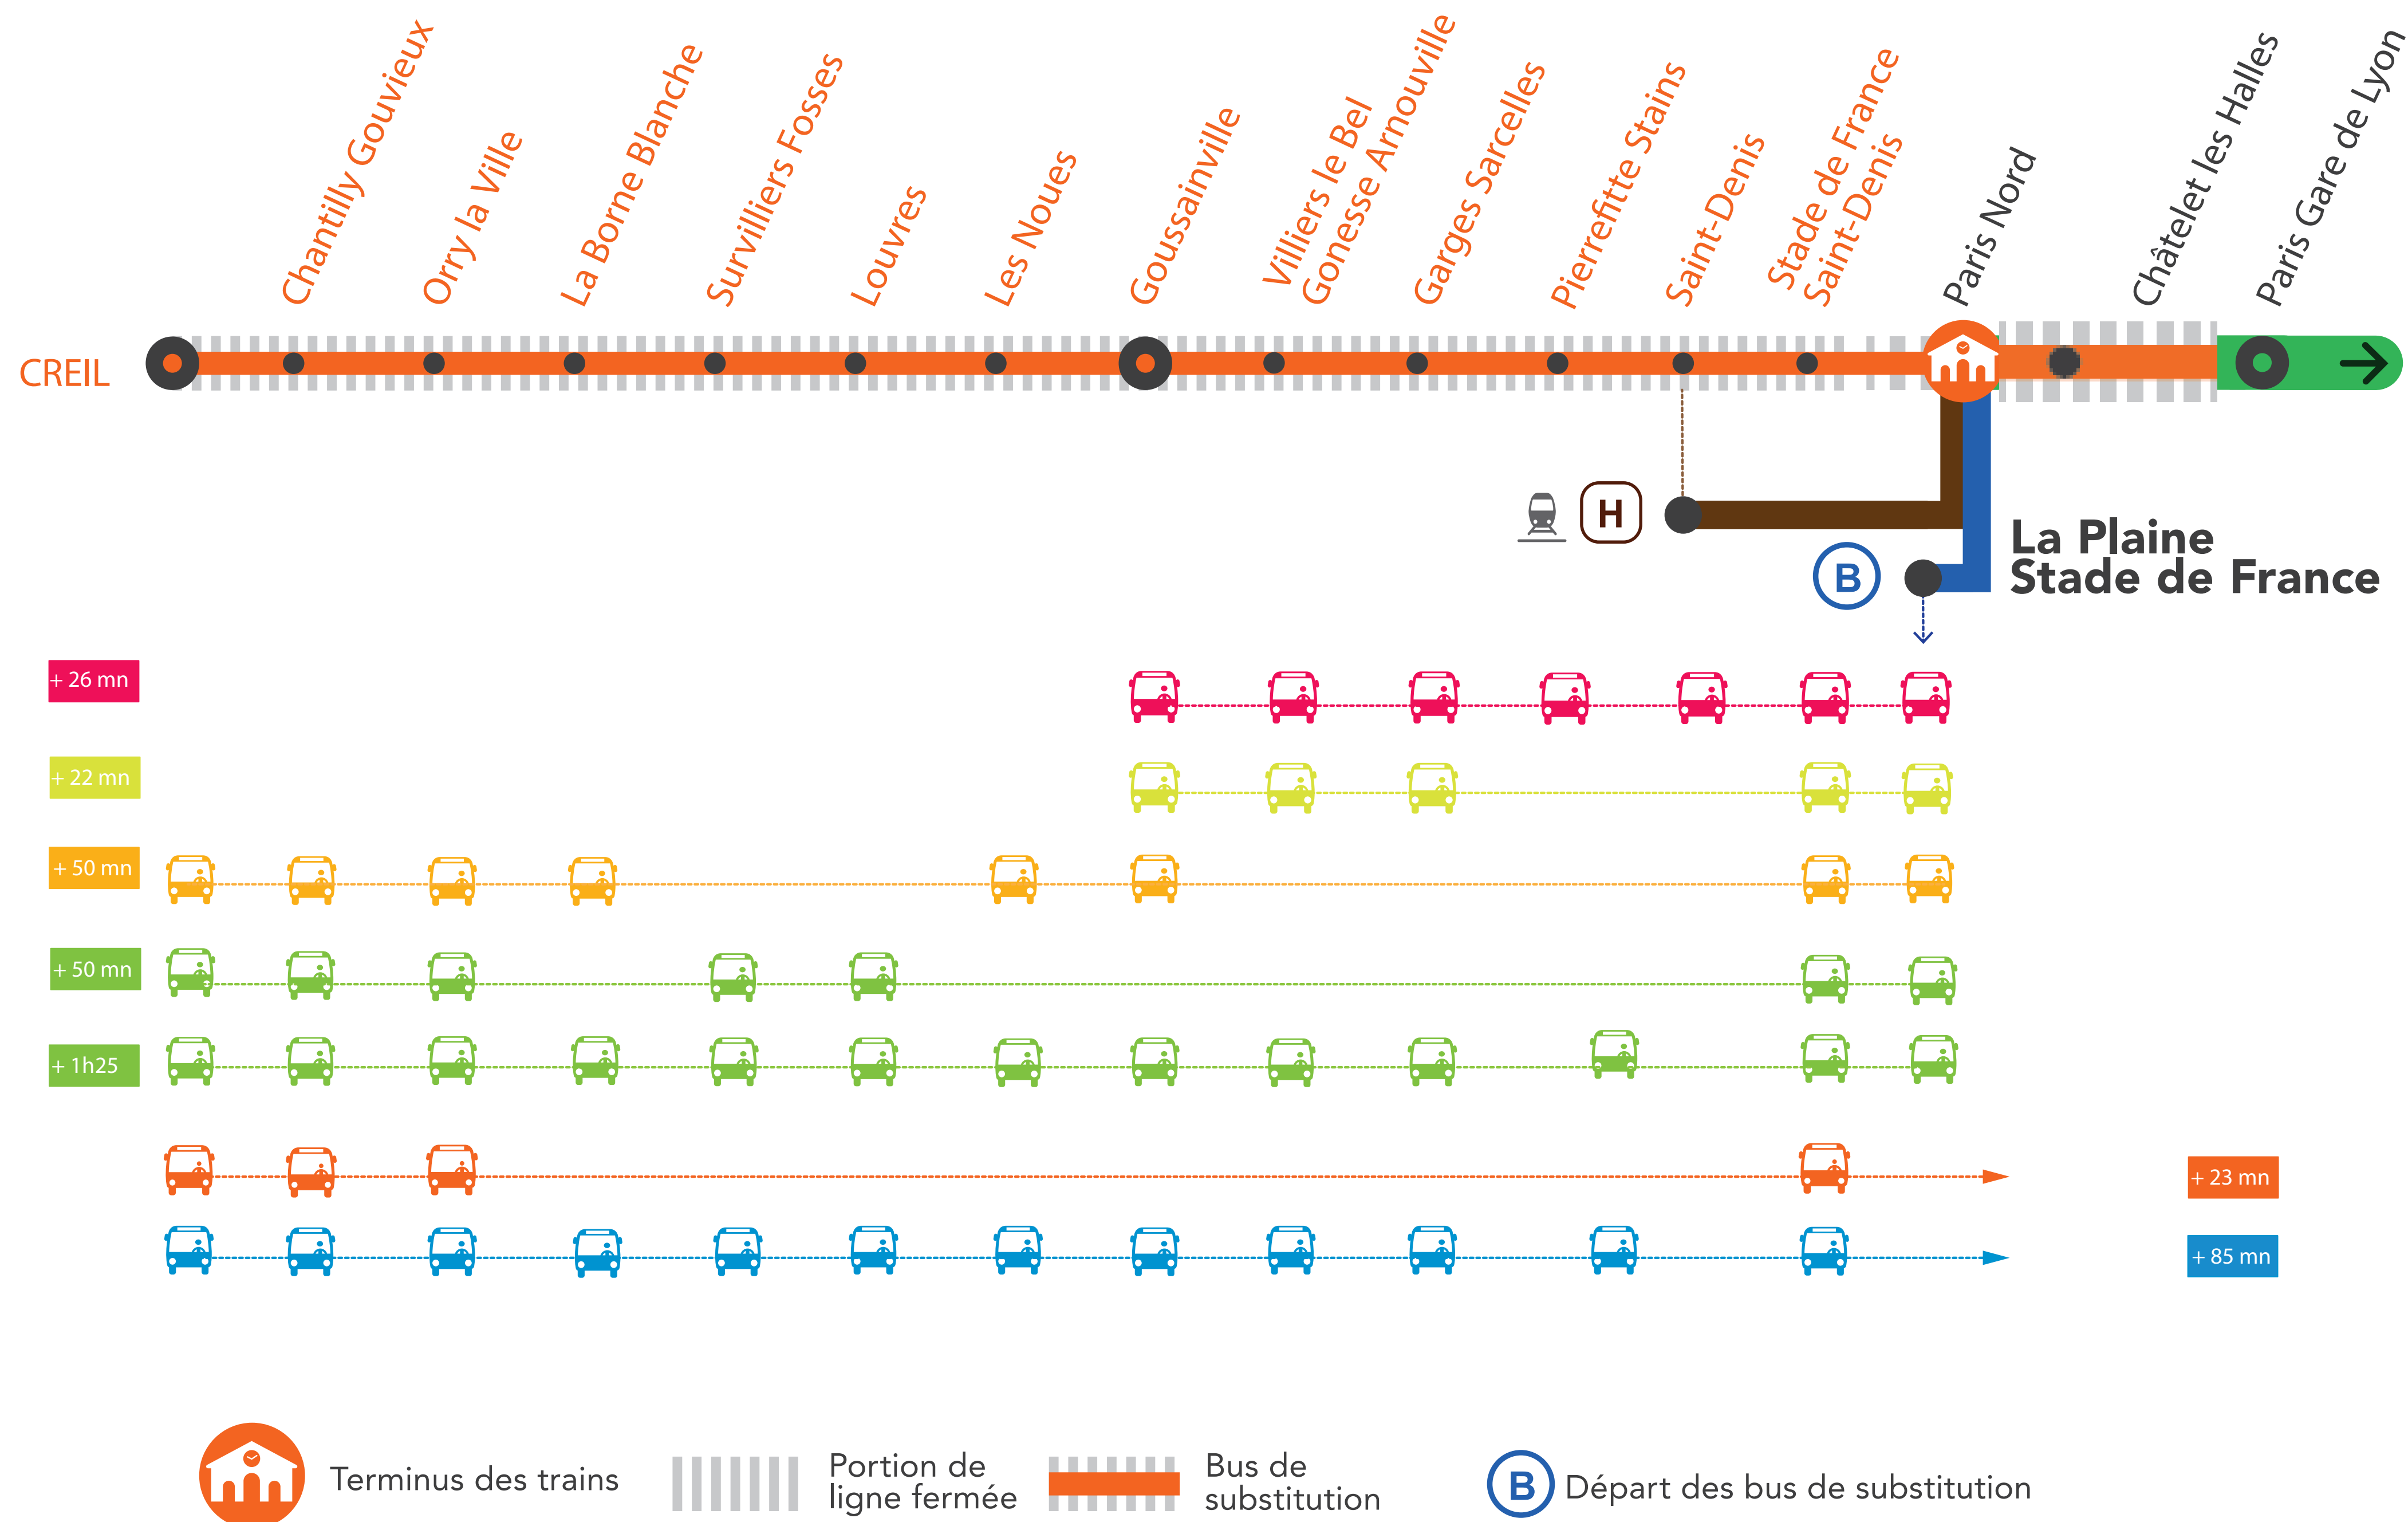 CREIL
Chantilly Gouvieux
Orry la Ville
La Borne Blanche
Survilliers Fosses
Louvres
Les Noues
Goussainville
Villiers le Bel
Gonesse Arnouville
Garges Sarcelles
Pierrefitte Stains
Saint-Denis
Stade de France
Saint-Denis
Paris Nord
Châtelet les Halles
Paris Gare de Lyon
H
B
La Plaine
Stade de France
+ 26 mn
+ 22 mn
+ 50 mn
+ 50 mn
+ 1h25
+ 23 mn
+ 85 mn
Terminus des trains
Portion de
ligne fermée
Bus de
substitution
B
Départ des bus de substitution